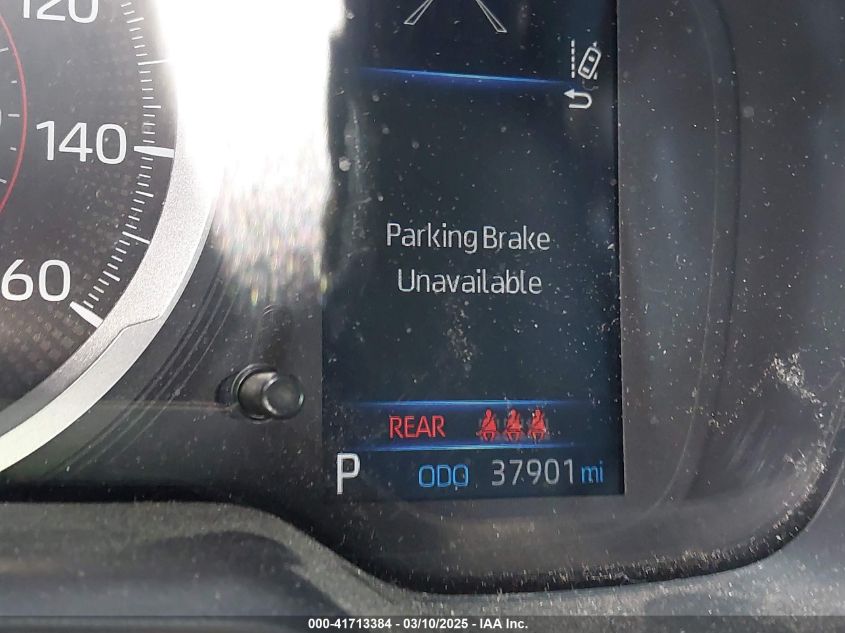 120
140
60
Parking Brake
Unavailable
REAR
P ODO 37901 mi
000-41713384 - 03/10/2025 - IAA Inc.